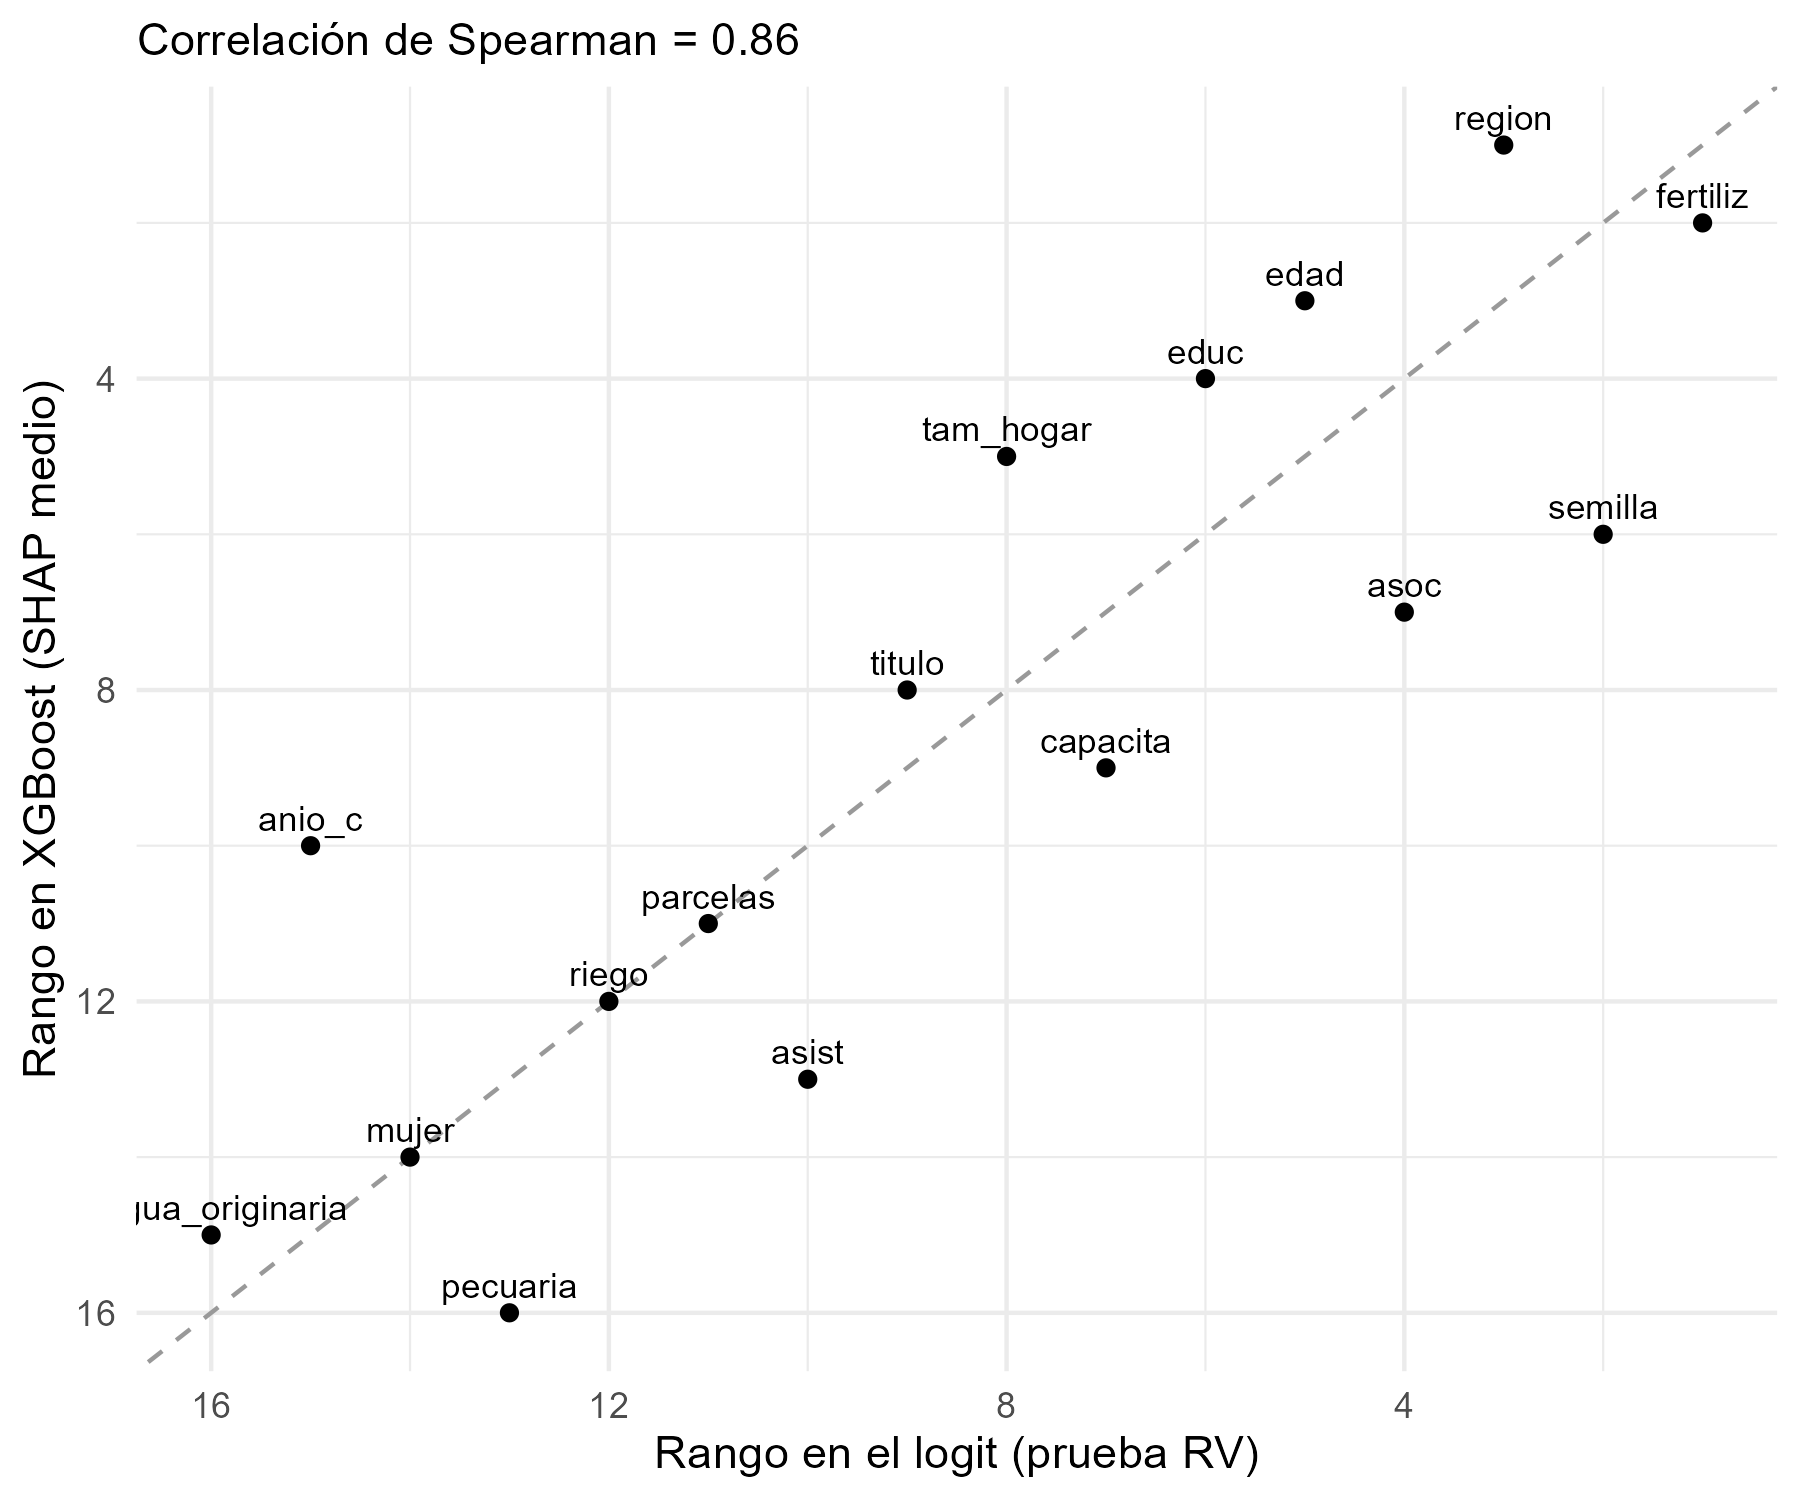 Correlación de Spearman = 0.86
region
fertiliz
edad
educ
4
tam_hogar
semilla
asoc
titulo
8
capacita
anio_c
parcelas
riego
12
asist
mujer
gua_originaria
pecuaria
16
Rango en XGBoost (SHAP medio)
16 12 8 4
Rango en el logit (prueba RV)